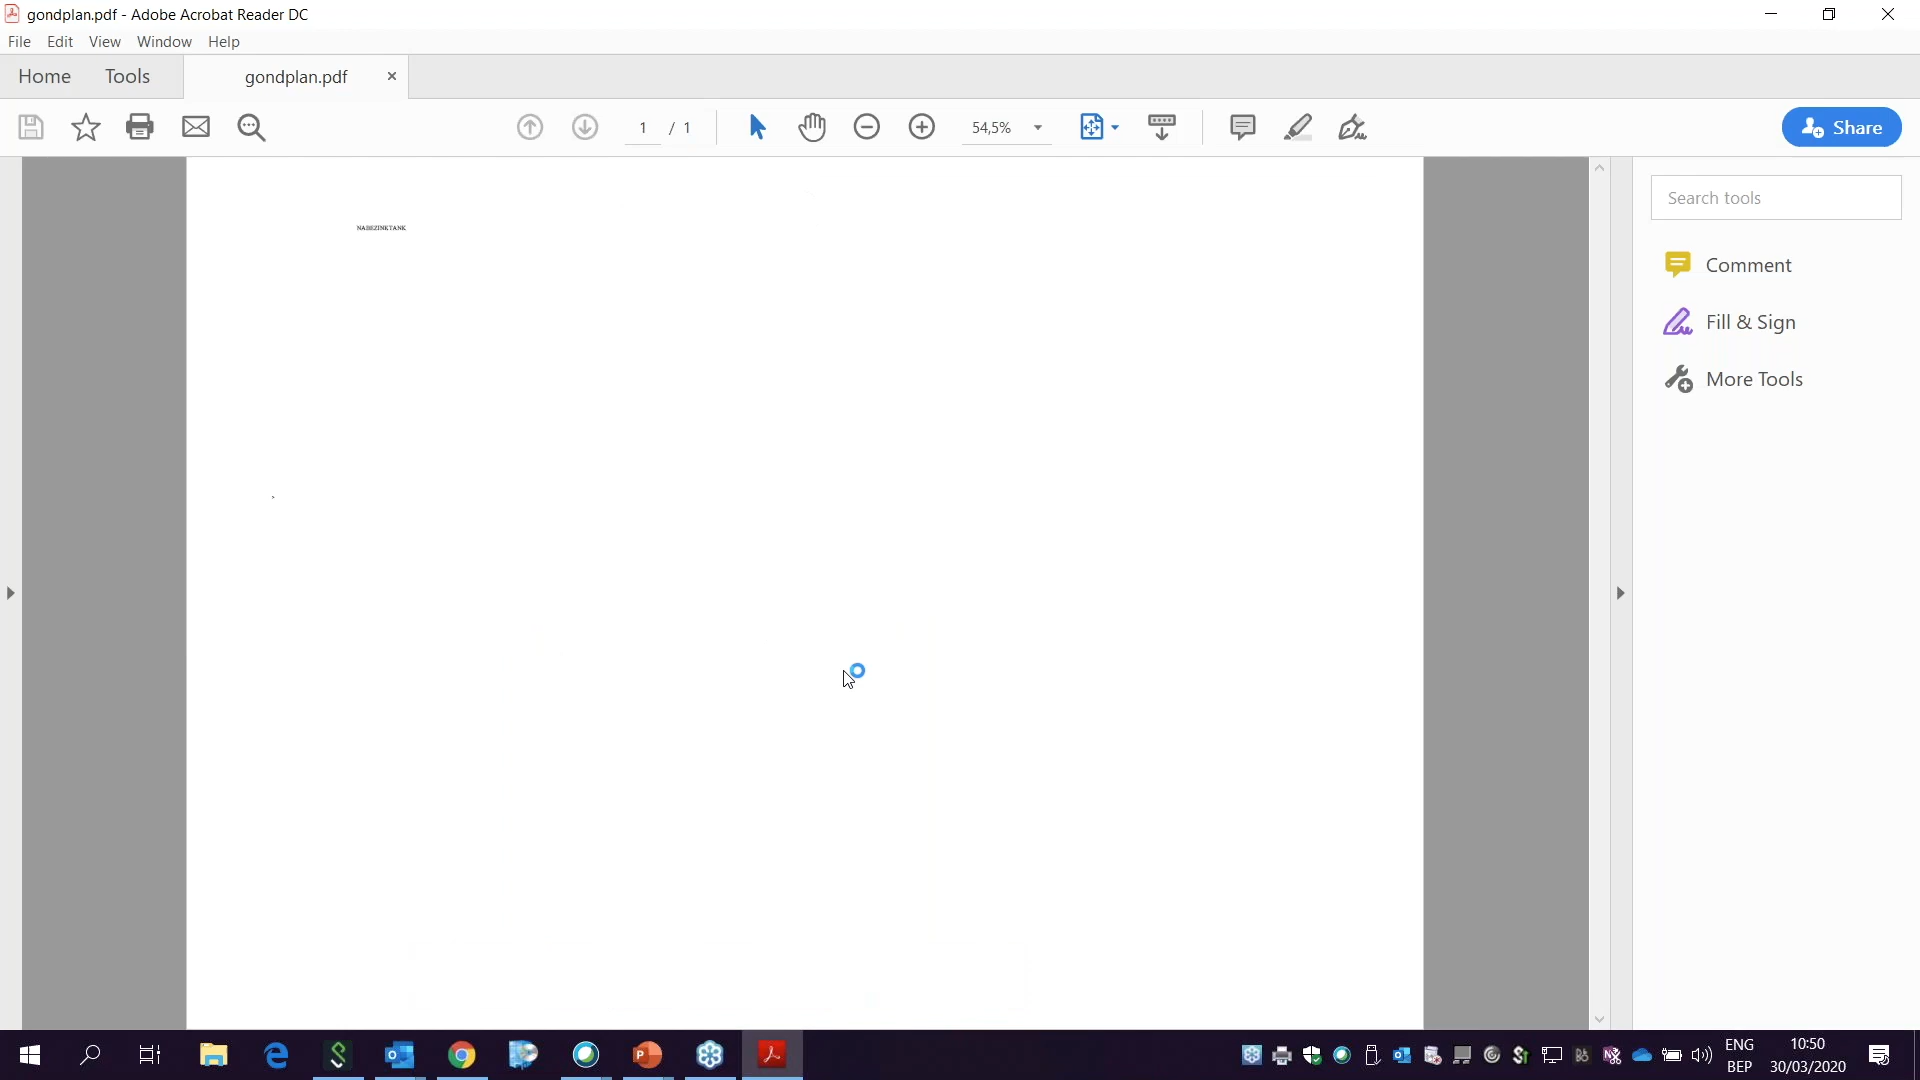 gondplan.pdf - Adobe Acrobat Reader DC
File Edit View Window Help
Home Tools gondplan.pdf
1 / 1 54,5% Share
Search tools
NABEZINKTANK
Comment
Fill & Sign
More Tools
ENG 10:50
BEP 30/03/2020